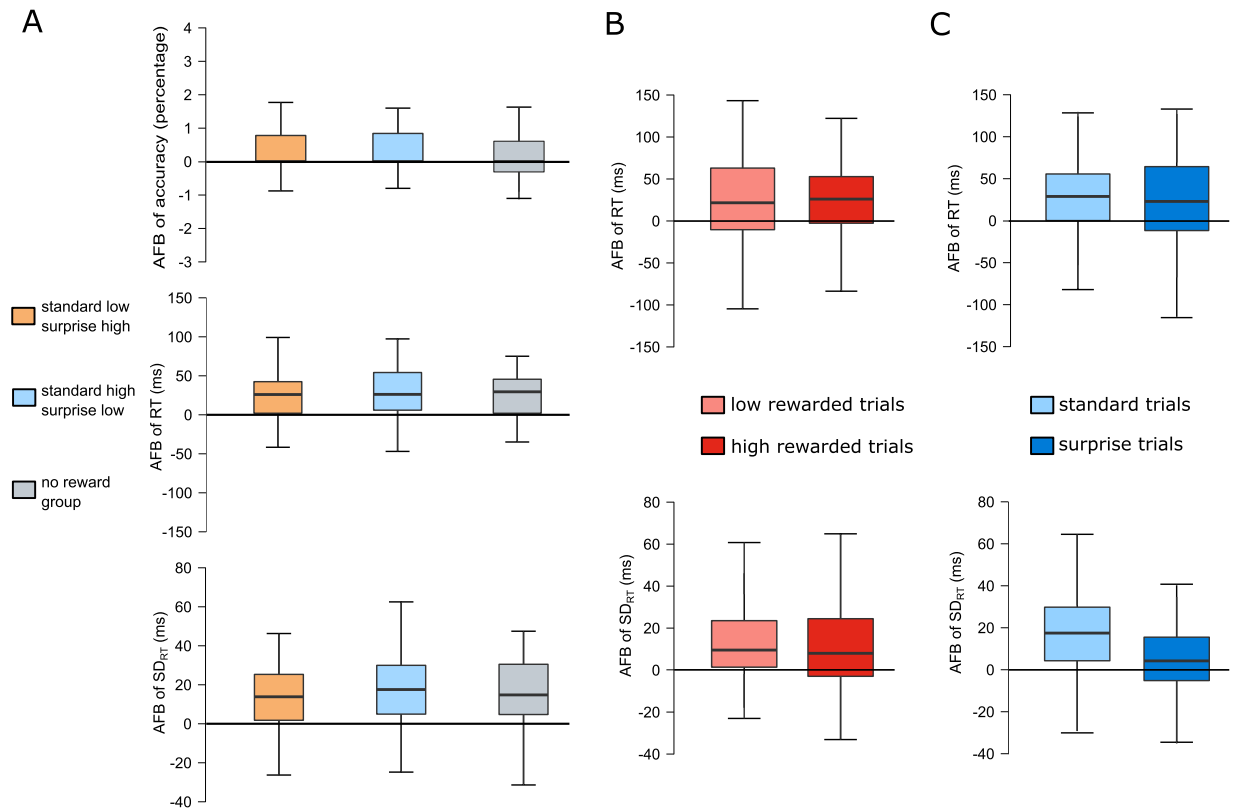 A
AFB of accuracy (percentage)
4
3
2
1
0
-1
-2
-3
standard low
surprise high
standard high
surprise low
no reward
group
AFB of RT (ms)
150
100
50
0
-50
-100
-150
AFB of SDRT (ms)
80
60
40
20
0
-20
-40
B
AFB of RT (ms)
150
100
50
0
-50
-100
-150
low rewarded trials
high rewarded trials
AFB of SDRT (ms)
80
60
40
20
0
-20
-40
C
AFB of RT (ms)
150
100
50
0
-50
-100
-150
standard trials
surprise trials
AFB of SDRT (ms)
80
60
40
20
0
-20
-40